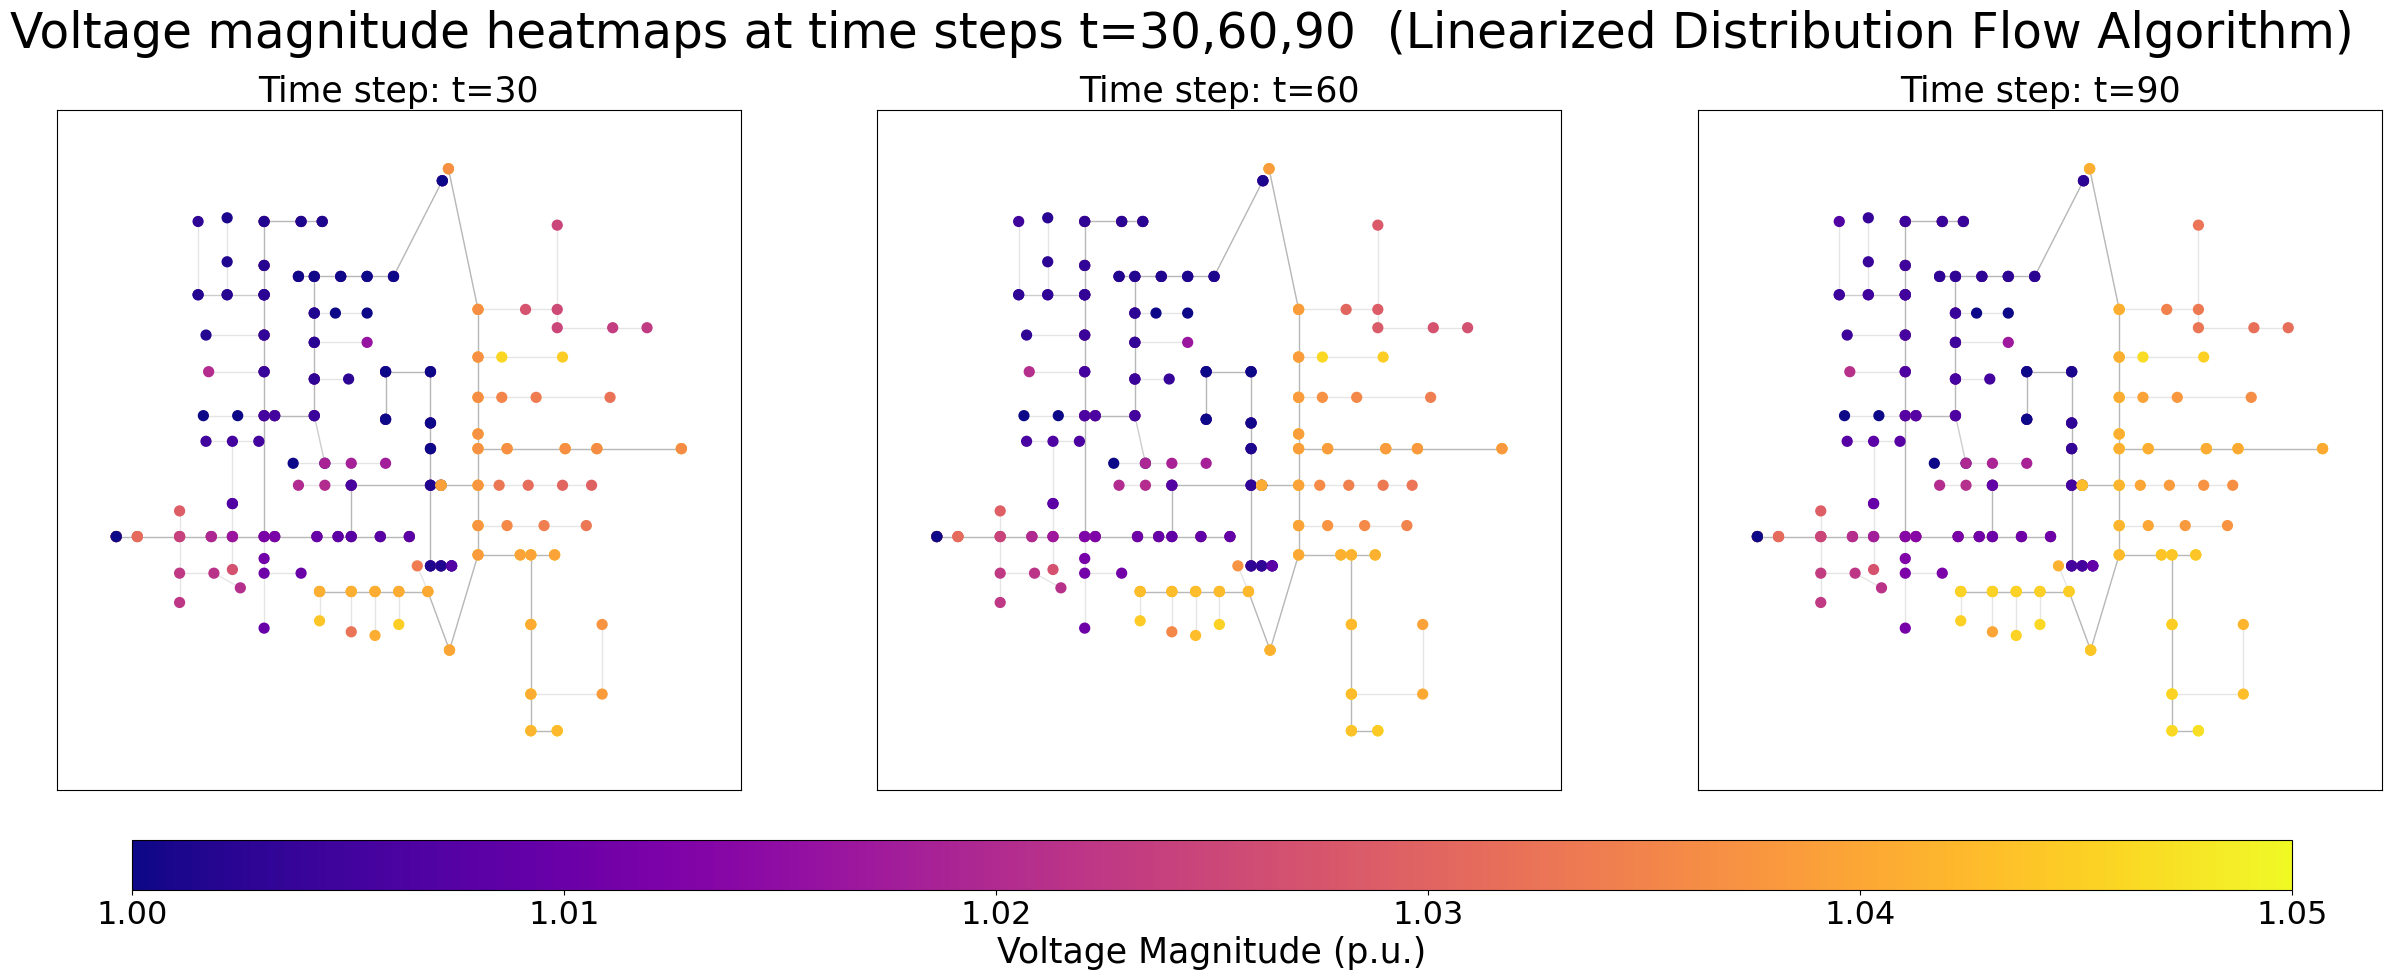 Voltage magnitude heatmaps at time steps t=30,60,90  (Linearized Distribution Flow Algorithm)
Time step: t=30
Time step: t=60
Time step: t=90
1.00
1.01
1.02
1.03
1.04
1.05
Voltage Magnitude (p.u.)